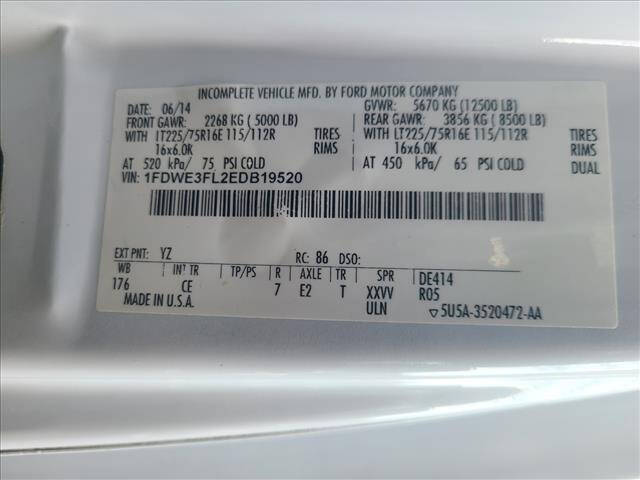 INCOMPLETE VEHICLE MFD. BY FORD MOTOR COMPANY
DATE: 06/14 GVWR: 5670 KG (12500 LB)
FRONT GAWR: 2268 KG (5000 LB) REAR GAWR: 3856 KG (8500 LB)
WITH LT225/75R16E 115/112R TIRES WITH LT225/75R16E 115/112R TIRES
16x6.0K RIMS 16x6.0K RIMS
AT 520 kPa/ 75 PSI COLD AT 450 kPa/ 65 PSI COLD DUAL
VIN: 1FDWE3FL2EDB19520
EXT PNT: YZ RC: 86 DSO:
WB INT TR TP/PS R AXLE TR SPR DE414
176 CE 7 E2 T XXVV R05
MADE IN U.S.A. ULN ▽5U5A-3520472-AA